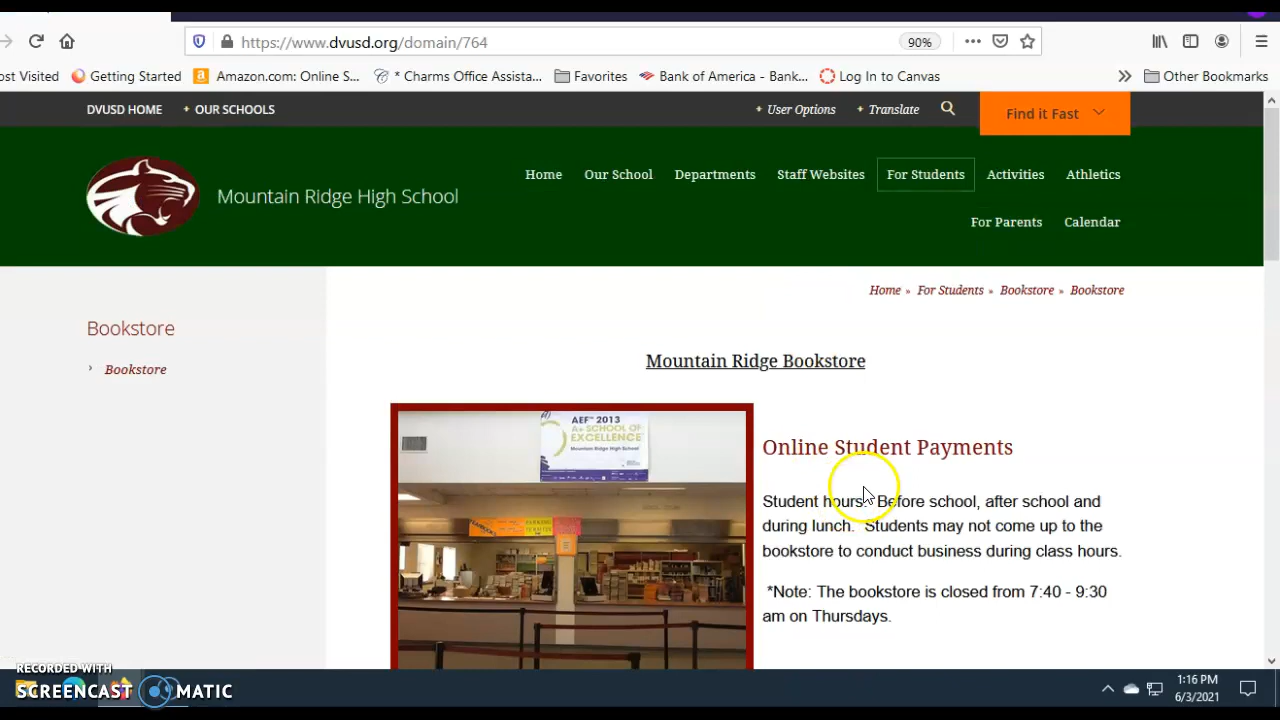 https://www.dvusd.org/domain/764
90%
ost Visited
Getting Started
Amazon.com: Online S...
* Charms Office Assista...
Favorites
Bank of America - Bank...
Log In to Canvas
Other Bookmarks
DVUSD HOME
+ OUR SCHOOLS
+ User Options
+ Translate
Find it Fast
Mountain Ridge High School
Home
Our School
Departments
Staff Websites
For Students
Activities
Athletics
For Parents
Calendar
Home » For Students » Bookstore » Bookstore
Bookstore
Bookstore
Mountain Ridge Bookstore
AEF™ 2013
A+ SCHOOL OF
EXCELLENCE
Mountain Ridge High School
Online Student Payments
Student hours: Before school, after school and
during lunch. Students may not come up to the
bookstore to conduct business during class hours.
*Note: The bookstore is closed from 7:40 - 9:30
am on Thursdays.
RECORDED WITH
SCREENCAST MATIC
1:16 PM
6/3/2021